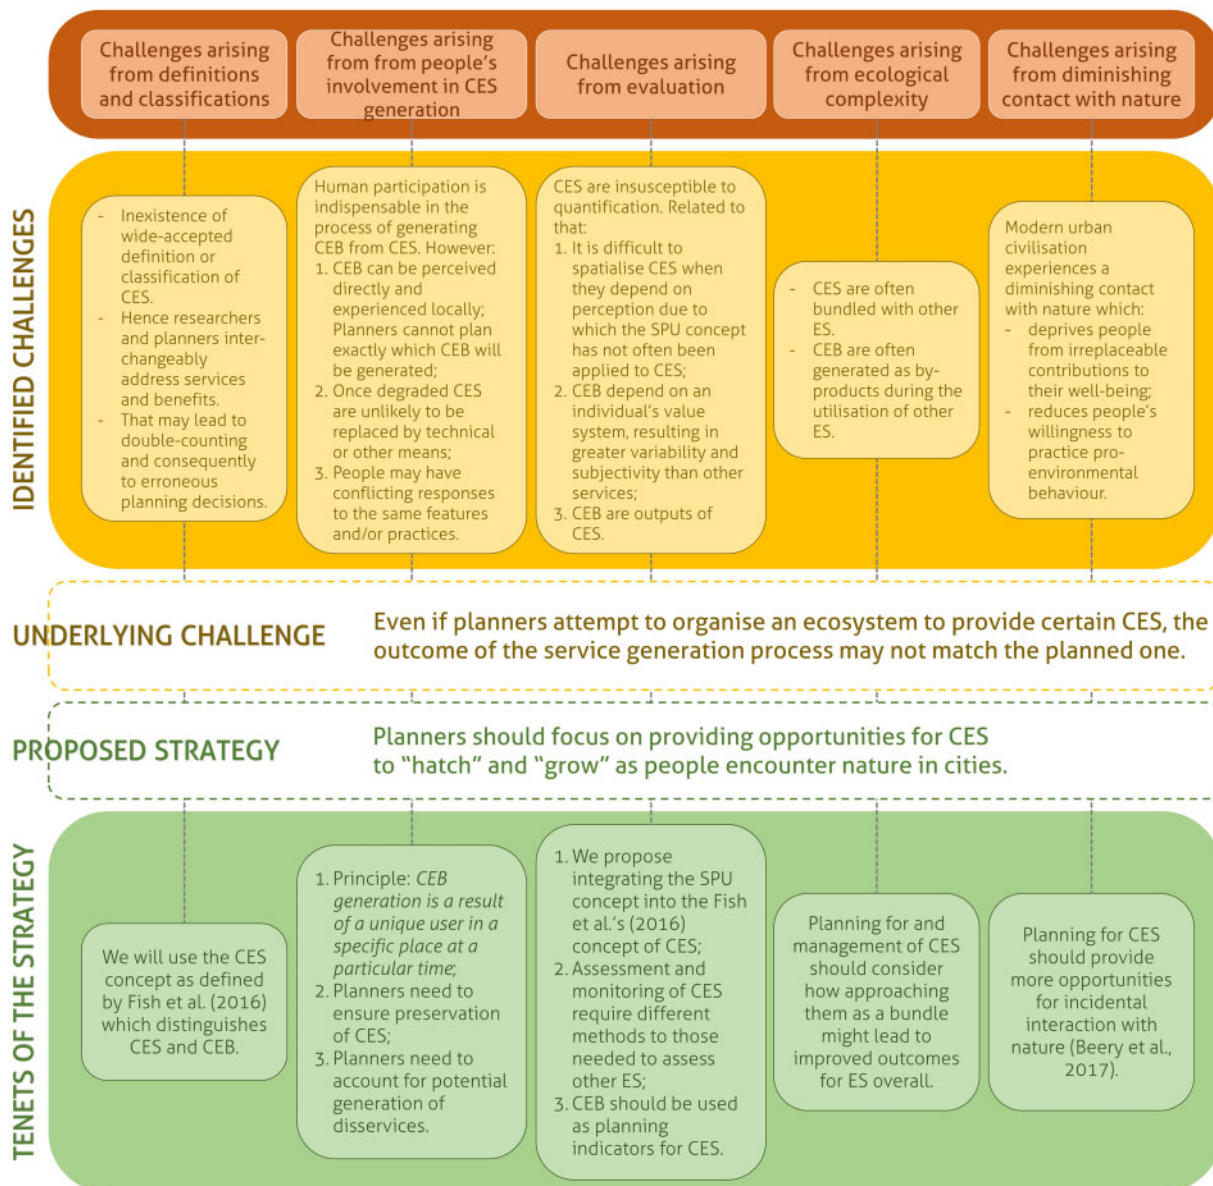 Challenges arising
from definitions
and classifications
Challenges arising
from from people's
involvement in CES
generation
Challenges arising
from evaluation
Challenges arising
from ecological
complexity
Challenges arising
from diminishing
contact with nature
IDENTIFIED CHALLENGES
- Inexistence of
wide-accepted
definition or
classification of
CES.
- Hence researchers
and planners inter-
changeably
address services
and benefits.
- That may lead to
double-counting
and consequently
to erroneous
planning decisions.
Human participation is
indispensable in the
process of generating
CEB from CES. However:
1. CEB can be perceived
directly and
experienced locally;
Planners cannot plan
exactly which CEB will
be generated;
2. Once degraded CES
are unlikely to be
replaced by technical
or other means;
3. People may have
conflicting responses
to the same features
and/or practices.
CES are insusceptible to
quantification. Related to
that:
1. It is difficult to
spatialise CES when
they depend on
perception due to
which the SPU concept
has not often been
applied to CES;
2. CEB depend on an
individual's value
system, resulting in
greater variability and
subjectivity than other
services;
3. CEB are outputs of
CES.
- CES are often
bundled with other
ES.
- CEB are often
generated as by-
products during the
utilisation of other
ES.
Modern urban
civilisation
experiences a
diminishing contact
with nature which:
- deprives people
from irreplaceable
contributions to
their well-being;
- reduces people's
willingness to
practice pro-
environmental
behaviour.
UNDERLYING CHALLENGE
Even if planners attempt to organise an ecosystem to provide certain CES, the
outcome of the service generation process may not match the planned one.
PROPOSED STRATEGY
Planners should focus on providing opportunities for CES
to “hatch” and “grow” as people encounter nature in cities.
TENETS OF THE STRATEGY
We will use the CES
concept as defined
by Fish et al. (2016)
which distinguishes
CES and CEB.
1. Principle: CEB
generation is a result
of a unique user in a
specific place at a
particular time;
2. Planners need to
ensure preservation
of CES;
3. Planners need to
account for potential
generation of
disservices.
1. We propose
integrating the SPU
concept into the Fish
et al.'s (2016)
concept of CES;
2. Assessment and
monitoring of CES
require different
methods to those
needed to assess
other ES;
3. CEB should be used
as planning
indicators for CES.
Planning for and
management of CES
should consider
how approaching
them as a bundle
might lead to
improved outcomes
for ES overall.
Planning for CES
should provide
more opportunities
for incidental
interaction with
nature (Beery et al.,
2017).